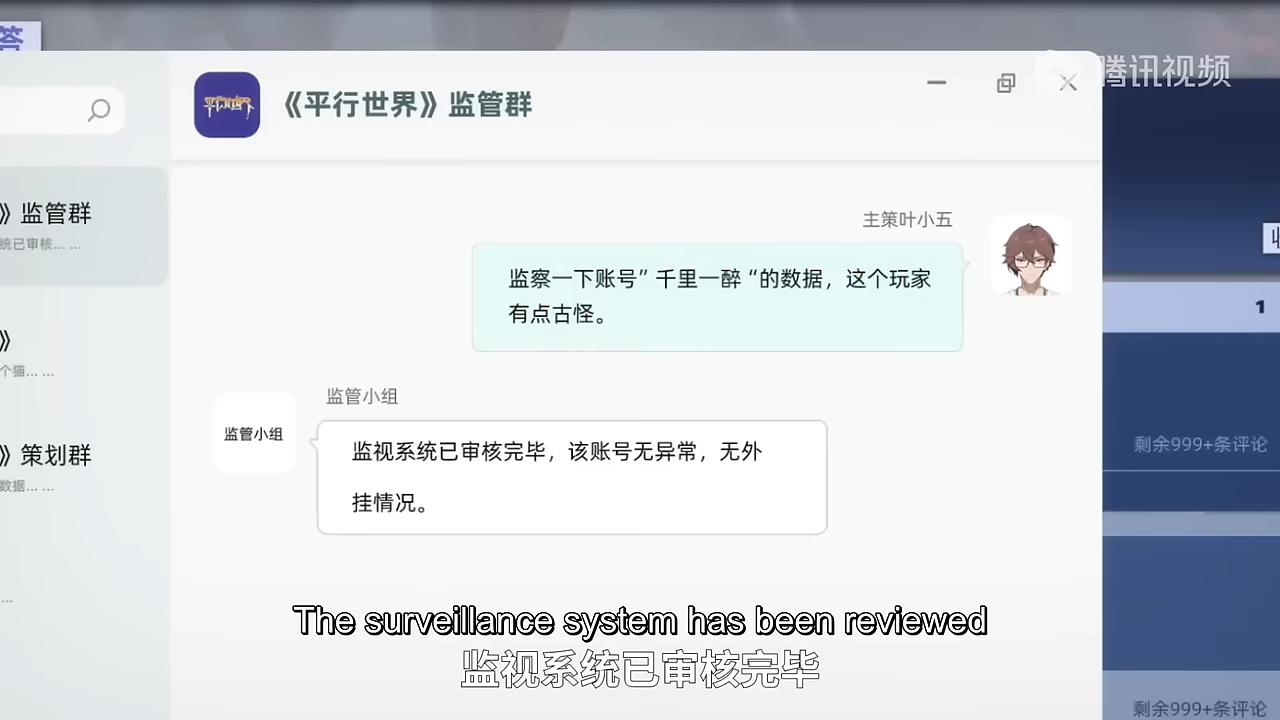 答
腾讯视频
平行世界
《平行世界》监管群
》监管群
统已审核... ...
主策叶小五
监察一下账号”千里一醉“的数据，这个玩家
有点古怪。
1
》
个猫... ...
监管小组
监管小组
监视系统已审核完毕，该账号无异常，无外
挂情况。
剩余999+条评论
》策划群
数据... ...
...
The surveillance system has been reviewed
监视系统已审核完毕
剩余999+条评论